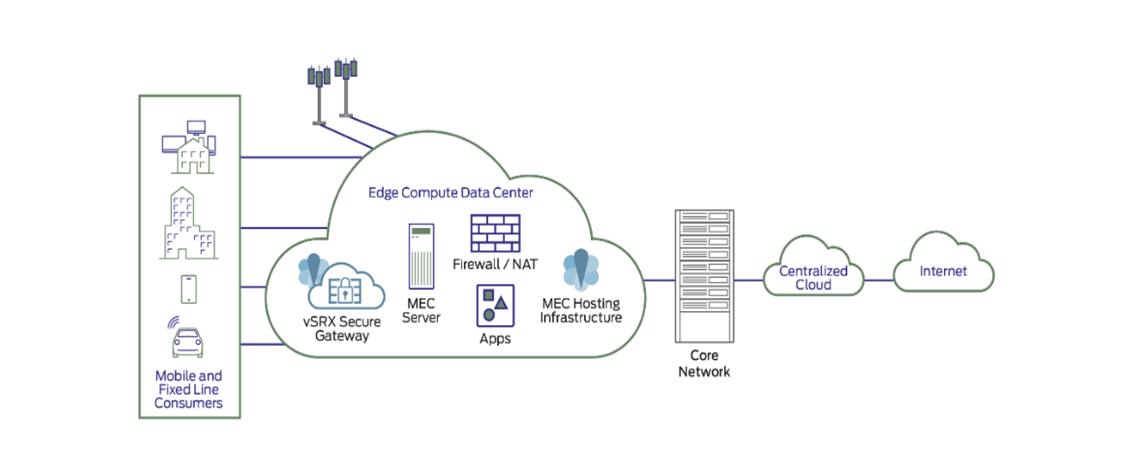 Edge Compute Data Center
Firewall / NAT
vSRX Secure
Gateway
MEC
Server
Apps
MEC Hosting
Infrastructure
Mobile and
Fixed Line
Consumers
Core
Network
Centralized
Cloud
Internet